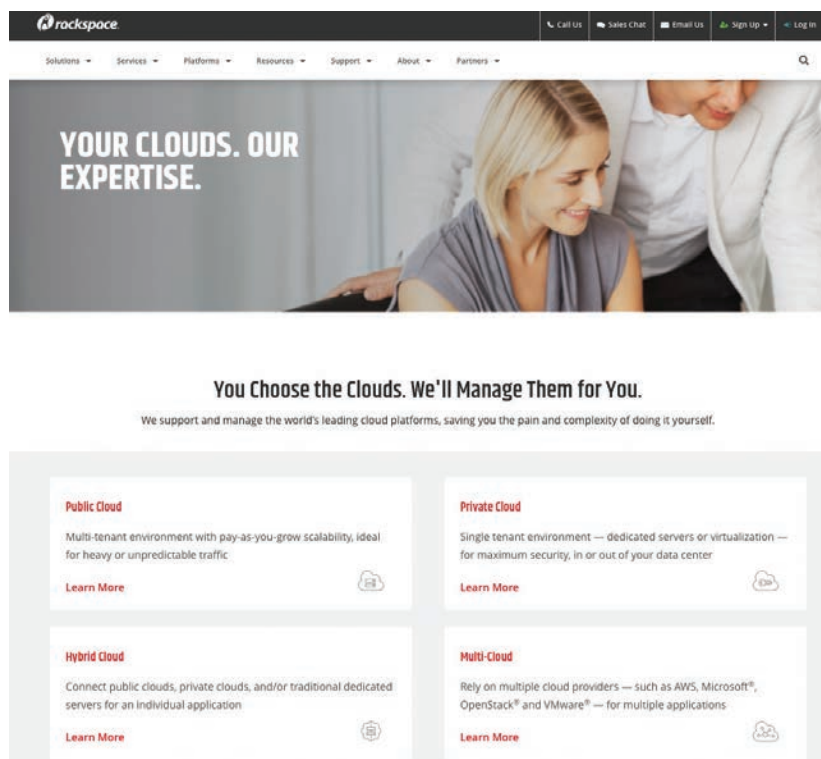 rockspace.
Call Us Sales Chat Email Us Sign Up Log In
Solutions Services Platforms Resources Support About Partners
YOUR CLOUDS. OUR
EXPERTISE.
You Choose the Clouds. We'll Manage Them for You.
We support and manage the world's leading cloud platforms, saving you the pain and complexity of doing it yourself.
Public Cloud
Multi-tenant environment with pay-as-you-grow scalability, ideal
for heavy or unpredictable traffic
Learn More
Private Cloud
Single tenant environment — dedicated servers or virtualization —
for maximum security, in or out of your data center
Learn More
Hybrid Cloud
Connect public clouds, private clouds, and/or traditional dedicated
servers for an individual application
Learn More
Multi-Cloud
Rely on multiple cloud providers — such as AWS, Microsoft®,
OpenStack® and VMware® — for multiple applications
Learn More